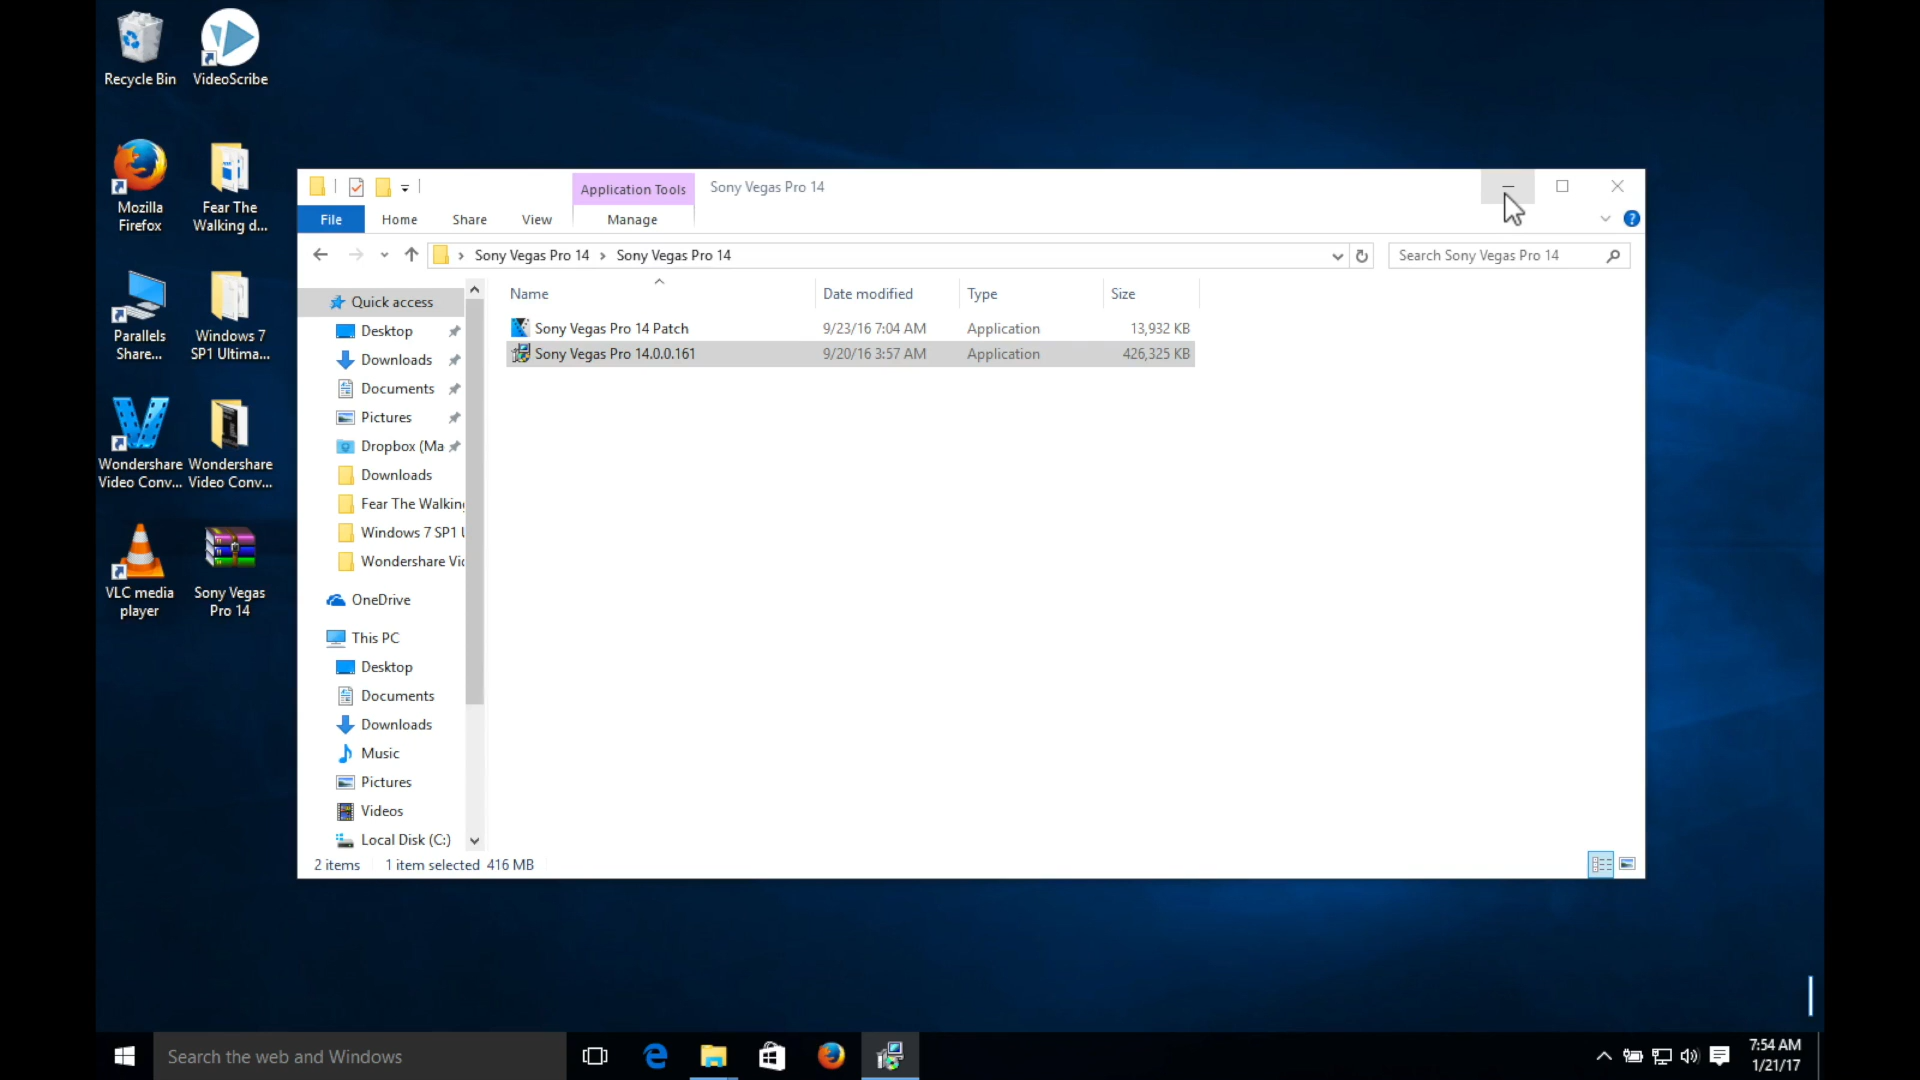 Recycle Bin
VideoScribe
Mozilla
Firefox
Fear The
Walking d...
Parallels
Share...
Windows 7
SP1 Ultima...
Wondershare
Video Conv...
Wondershare
Video Conv...
VLC media
player
Sony Vegas
Pro 14
Application Tools
Sony Vegas Pro 14
File
Home
Share
View
Manage
?
Sony Vegas Pro 14 › Sony Vegas Pro 14
Search Sony Vegas Pro 14
Name
Date modified
Type
Size
Sony Vegas Pro 14 Patch 9/23/16 7:04 AM Application 13,932 KB
Sony Vegas Pro 14.0.0.161 9/20/16 3:57 AM Application 426,325 KB
Quick access
Desktop
Downloads
Documents
Pictures
Dropbox (Ma
Downloads
Fear The Walking
Windows 7 SP1 U
Wondershare Vid
OneDrive
This PC
Desktop
Documents
Downloads
Music
Pictures
Videos
Local Disk (C:)
2 items 1 item selected 416 MB
Search the web and Windows
7:54 AM
1/21/17